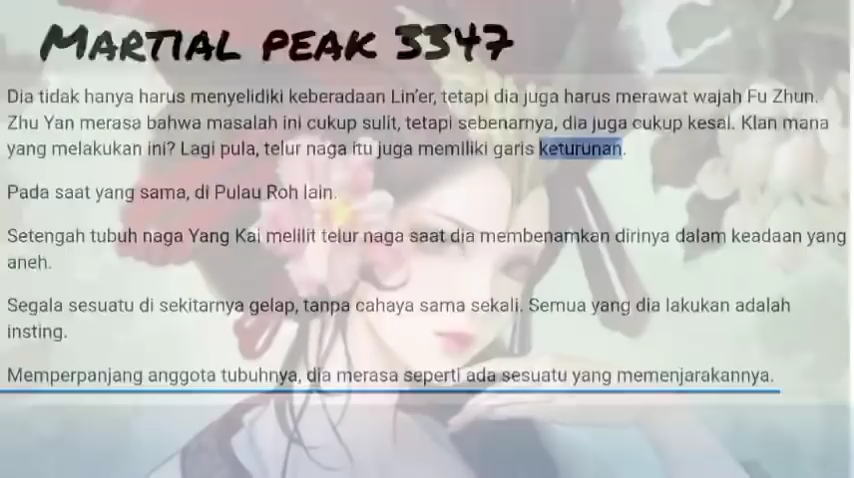 MARTIAL PEAK 3347
Dia tidak hanya harus menyelidiki keberadaan Lin'er, tetapi dia juga harus merawat wajah Fu Zhun.
Zhu Yan merasa bahwa masalah ini cukup sulit, tetapi sebenarnya, dia juga cukup kesal. Klan mana
yang melakukan ini? Lagi pula, telur naga itu juga memiliki garis keturunan.
Pada saat yang sama, di Pulau Roh lain.
Setengah tubuh naga Yang Kai melilit telur naga saat dia membenamkan dirinya dalam keadaan yang
aneh.
Segala sesuatu di sekitarnya gelap, tanpa cahaya sama sekali. Semua yang dia lakukan adalah
insting.
Memperpanjang anggota tubuhnya, dia merasa seperti ada sesuatu yang memenjarakannya.